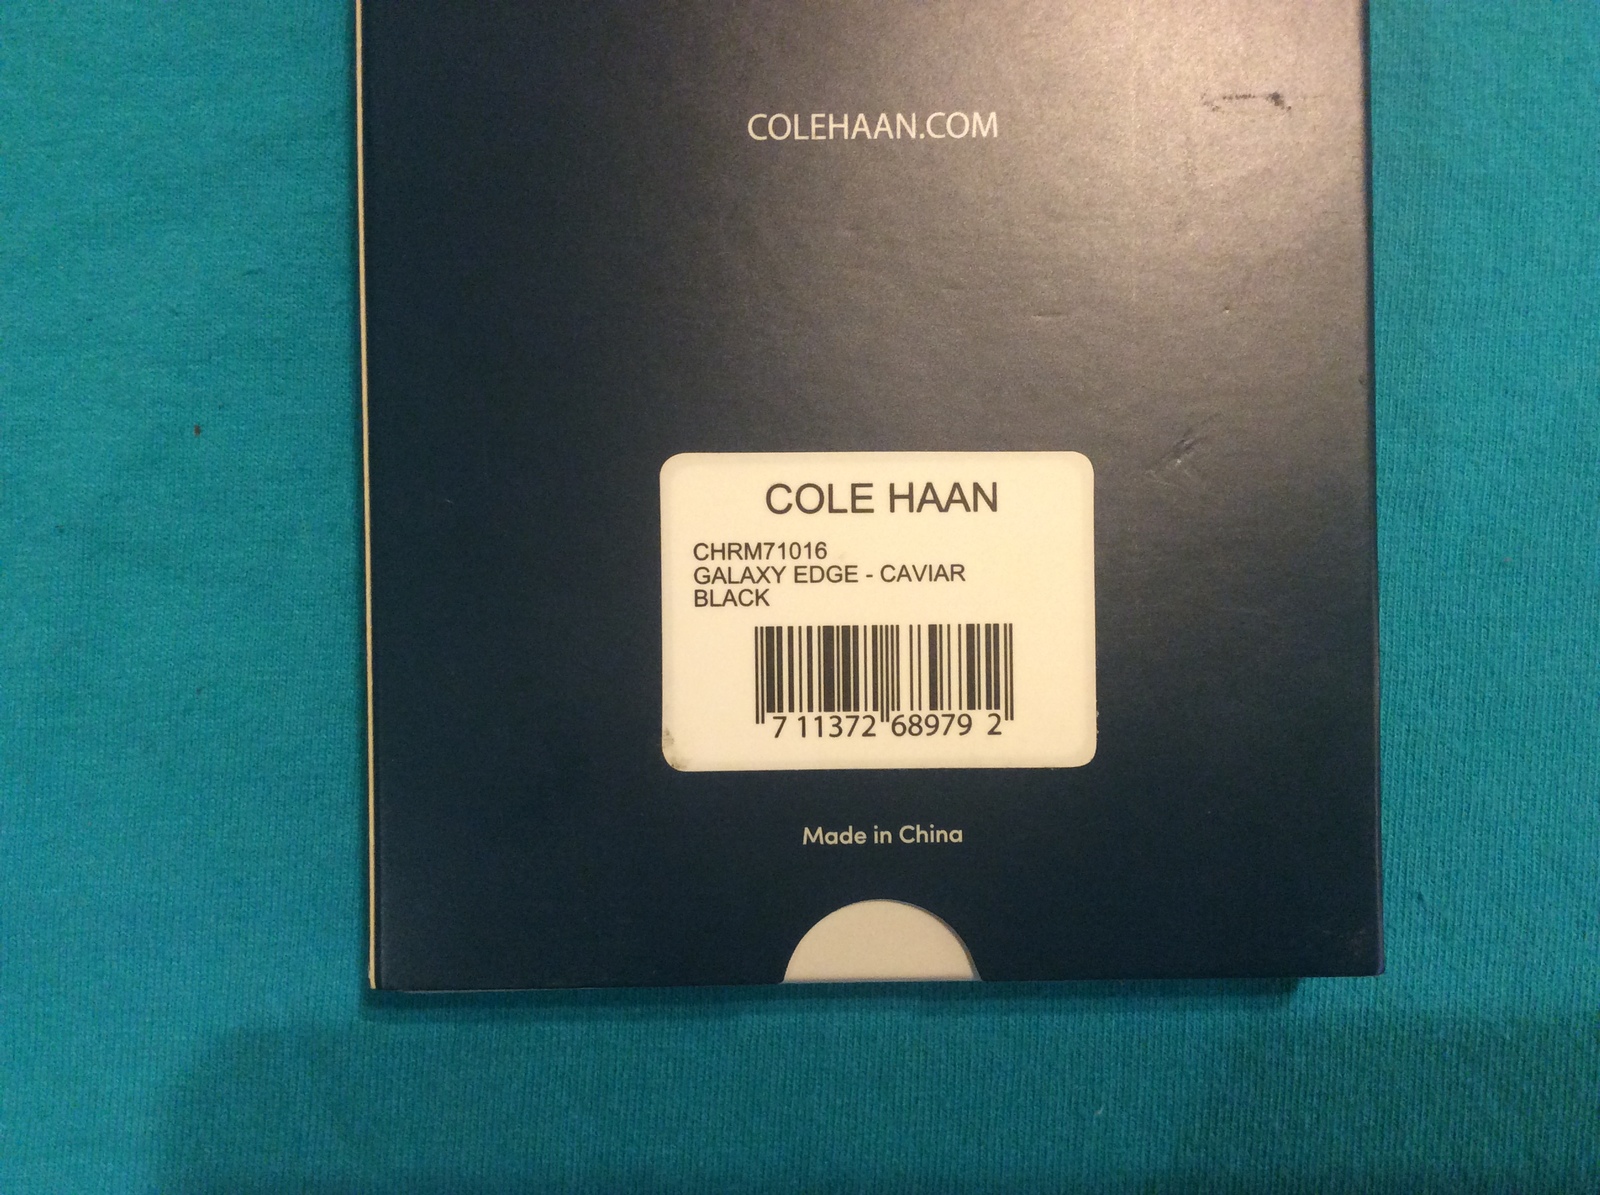 COLEHAAN.COM
COLE HAAN
CHRM71016
GALAXY EDGE - CAVIAR
BLACK
7 11372 68979 2
Made in China